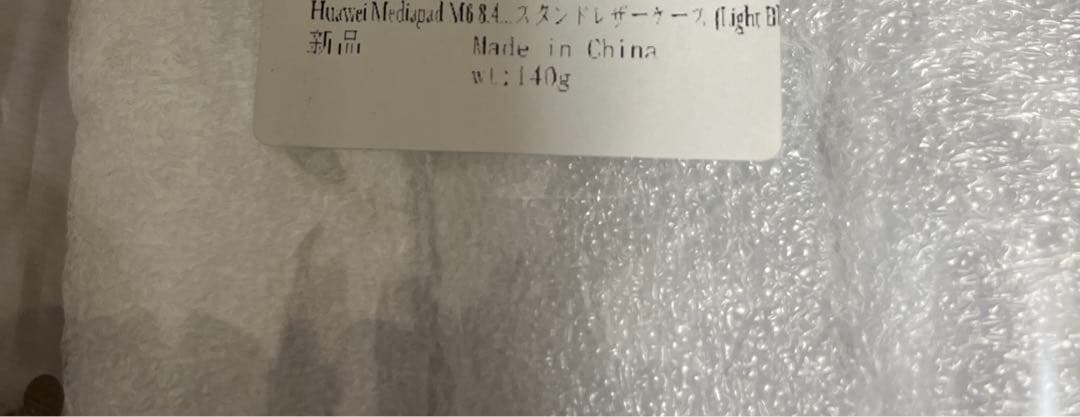 Huawei Mediapad M6 8.4...スタンドレザーケース (Light Bl
新品 Made in China
wt:140g